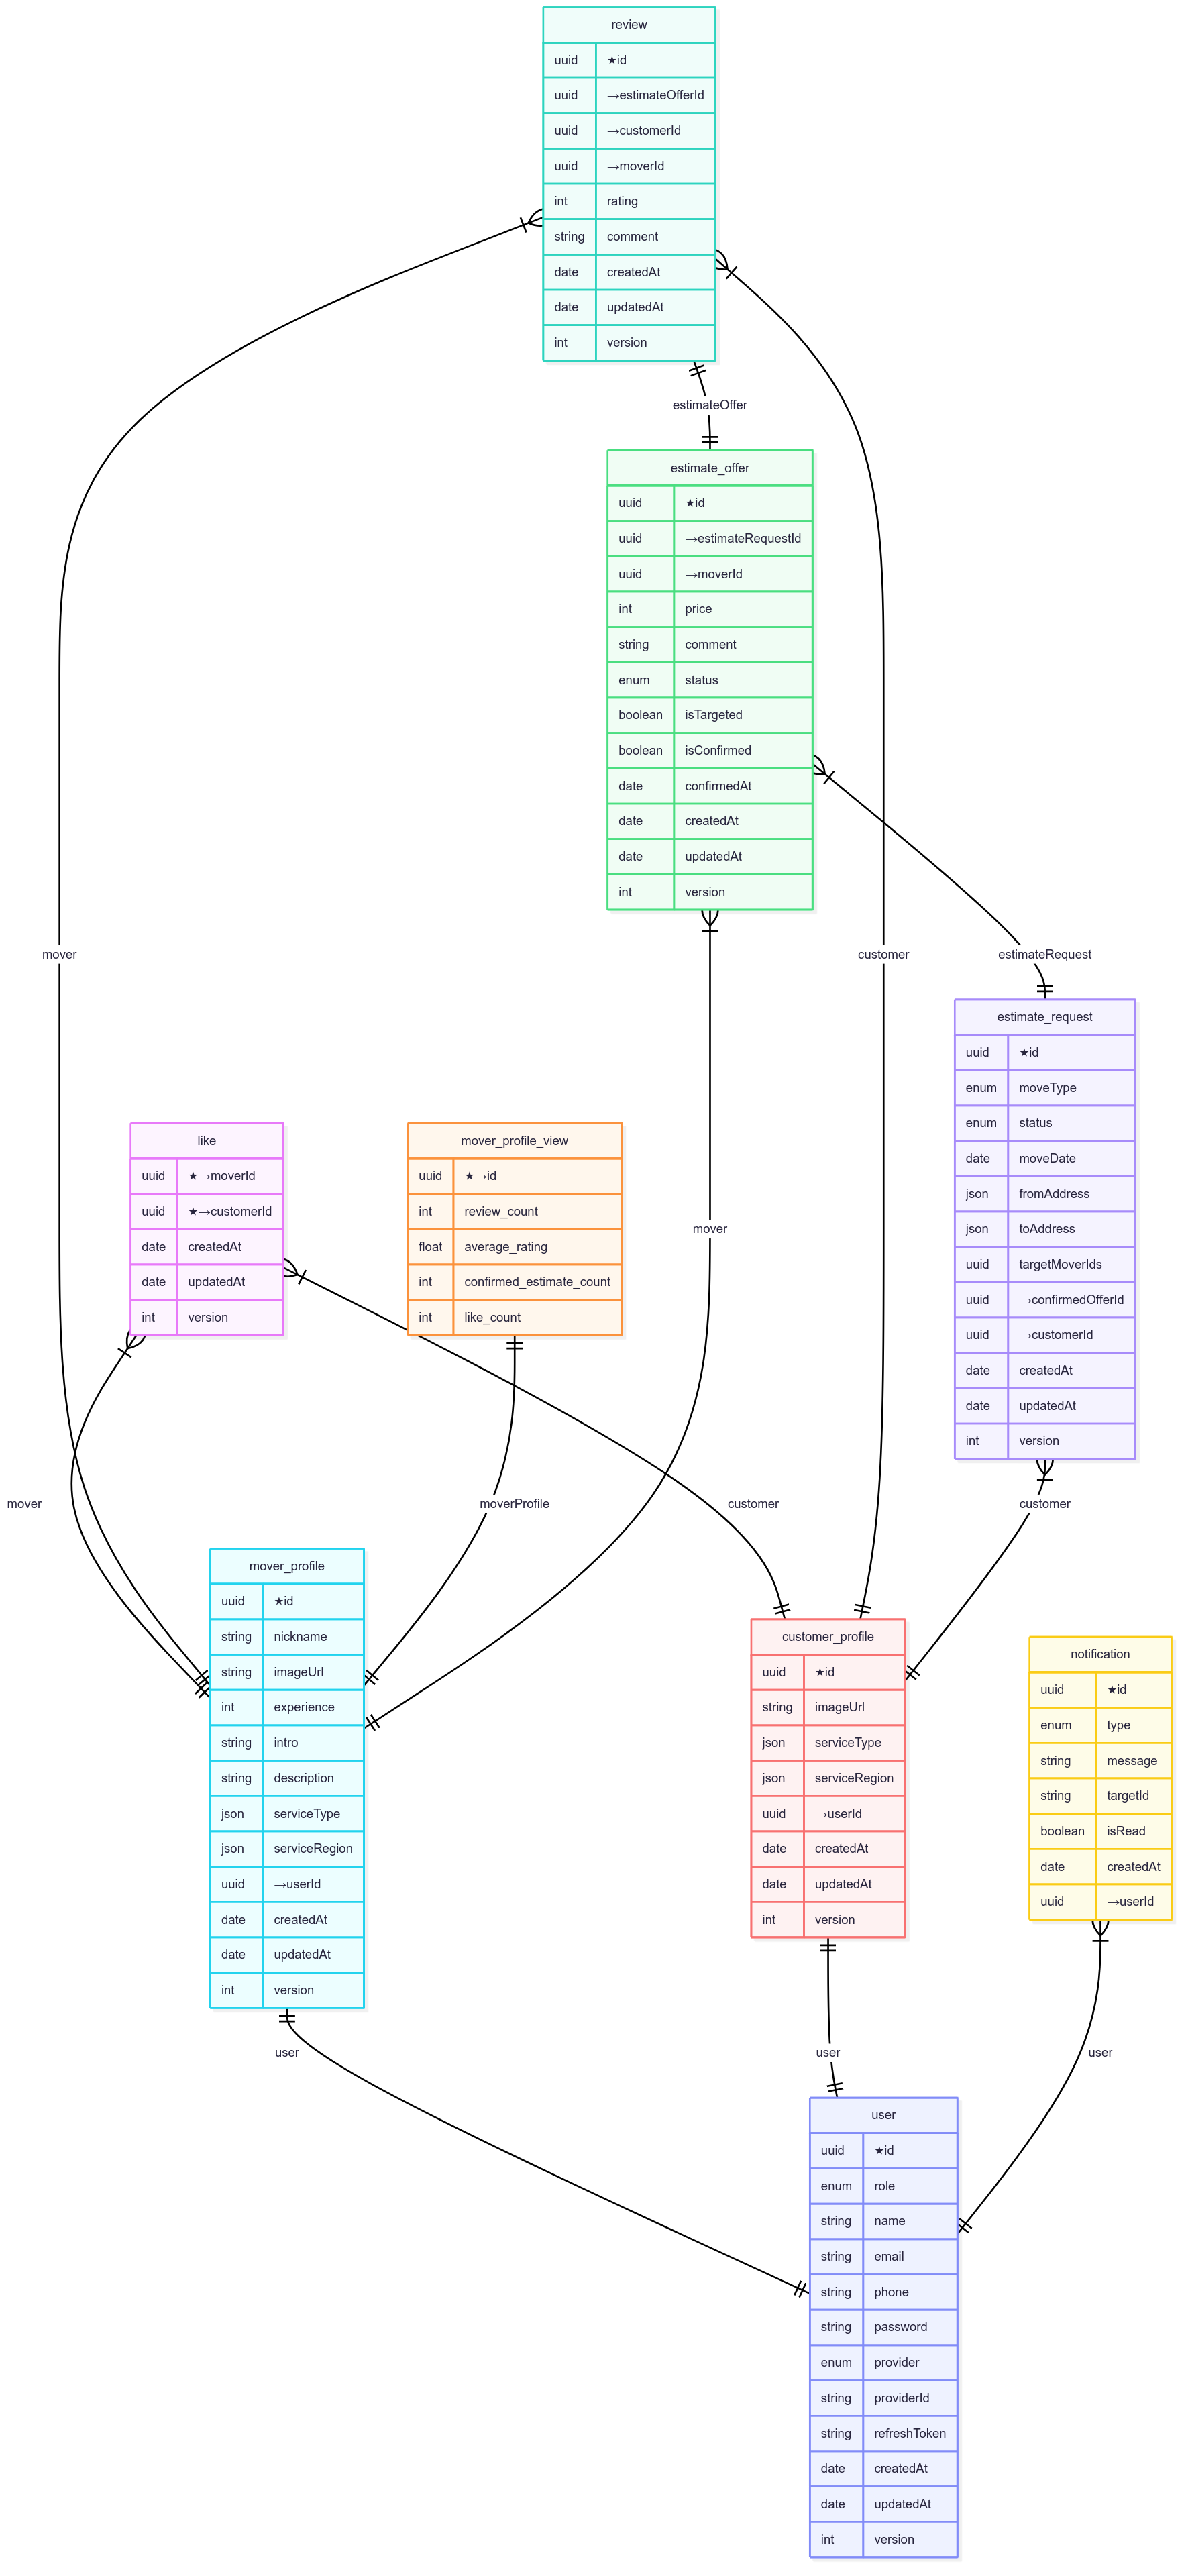 review
uuid ★id
uuid →estimateOfferId
uuid →customerId
uuid →moverId
int rating
string comment
date createdAt
date updatedAt
int version
estimateOffer
estimate_offer
uuid ★id
uuid →estimateRequestId
uuid →moverId
int price
string comment
enum status
boolean isTargeted
boolean isConfirmed
date confirmedAt
date createdAt
date updatedAt
int version
mover
customer
estimateRequest
estimate_request
uuid ★id
enum moveType
enum status
date moveDate
json fromAddress
json toAddress
uuid targetMoverIds
uuid →confirmedOfferId
uuid →customerId
date createdAt
date updatedAt
int version
like
uuid ★→moverId
uuid ★→customerId
date createdAt
date updatedAt
int version
mover_profile_view
uuid ★→id
int review_count
float average_rating
int confirmed_estimate_count
int like_count
mover
mover
moverProfile
customer
customer
mover_profile
uuid ★id
string nickname
string imageUrl
int experience
string intro
string description
json serviceType
json serviceRegion
uuid →userId
date createdAt
date updatedAt
int version
customer_profile
uuid ★id
string imageUrl
json serviceType
json serviceRegion
uuid →userId
date createdAt
date updatedAt
int version
notification
uuid ★id
enum type
string message
string targetId
boolean isRead
date createdAt
uuid →userId
user
user
user
user
uuid ★id
enum role
string name
string email
string phone
string password
enum provider
string providerId
string refreshToken
date createdAt
date updatedAt
int version